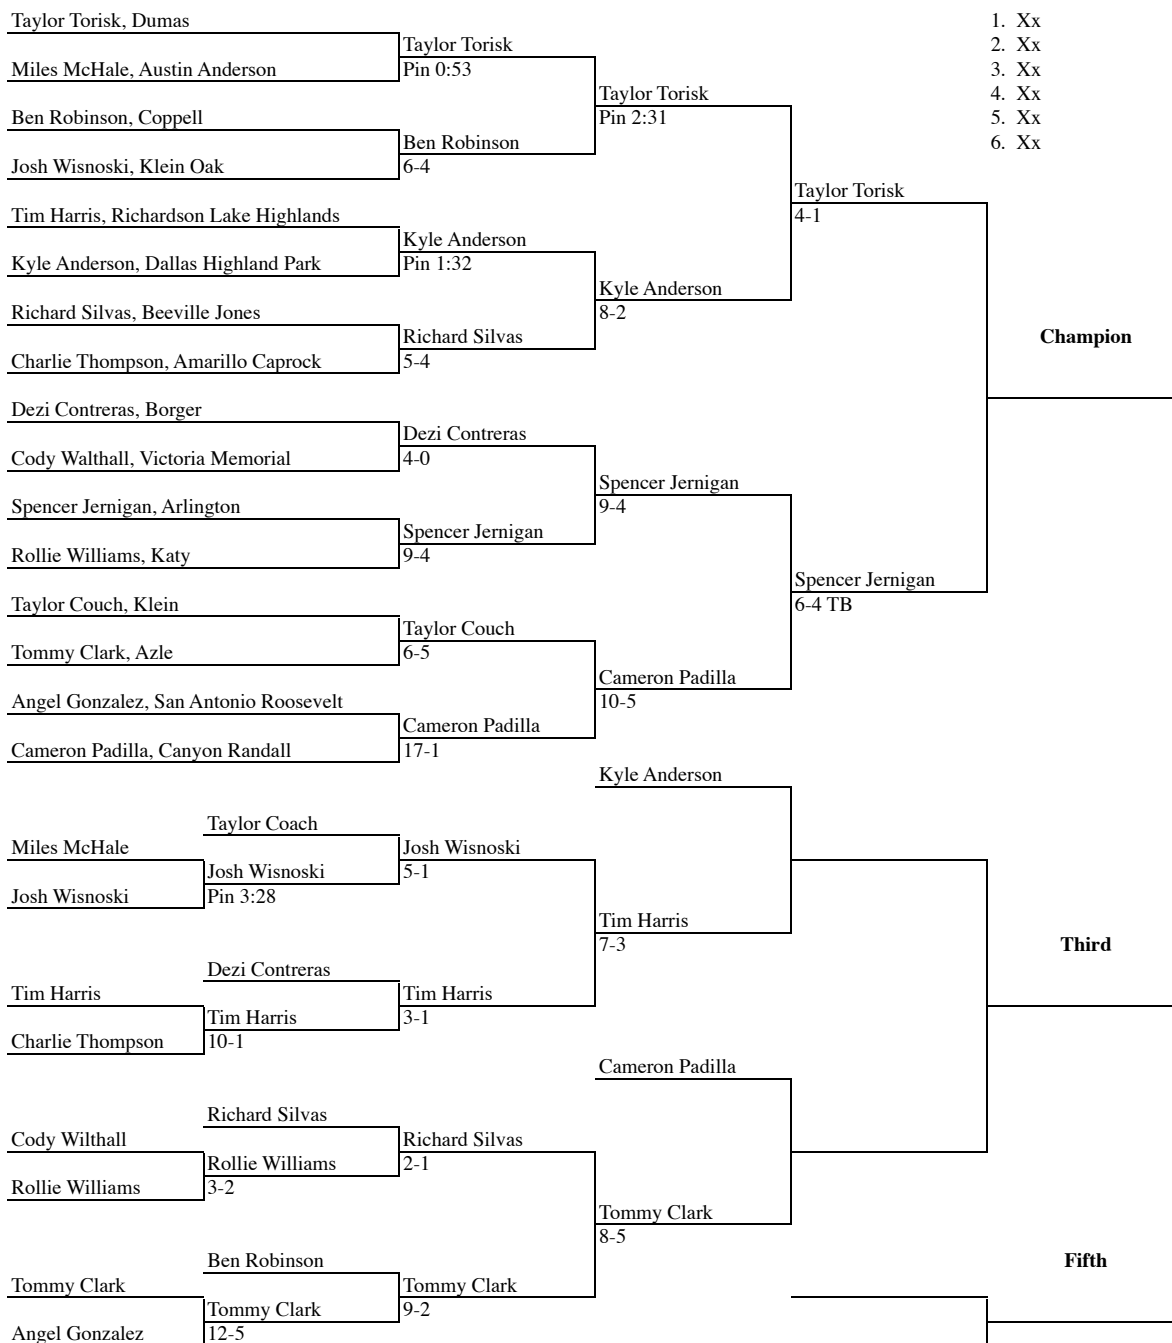 Taylor Torisk, Dumas
1. Xx
Taylor Torisk
2. Xx
Miles McHale, Austin Anderson
Pin 0:53
3. Xx
Taylor Torisk
4. Xx
Ben Robinson, Coppell
Pin 2:31
5. Xx
Ben Robinson
6. Xx
Josh Wisnoski, Klein Oak
6-4
Taylor Torisk
Tim Harris, Richardson Lake Highlands
4-1
Kyle Anderson
Kyle Anderson, Dallas Highland Park
Pin 1:32
Kyle Anderson
Richard Silvas, Beeville Jones
8-2
Richard Silvas
Champion
Charlie Thompson, Amarillo Caprock
5-4
Dezi Contreras, Borger
Dezi Contreras
Cody Walthall, Victoria Memorial
4-0
Spencer Jernigan
Spencer Jernigan, Arlington
9-4
Spencer Jernigan
Rollie Williams, Katy
9-4
Spencer Jernigan
Taylor Couch, Klein
6-4 TB
Taylor Couch
Tommy Clark, Azle
6-5
Cameron Padilla
Angel Gonzalez, San Antonio Roosevelt
10-5
Cameron Padilla
Cameron Padilla, Canyon Randall
17-1
Kyle Anderson
Taylor Coach
Miles McHale
Josh Wisnoski
Josh Wisnoski
5-1
Josh Wisnoski
Pin 3:28
Tim Harris
7-3
Third
Dezi Contreras
Tim Harris
Tim Harris
Tim Harris
3-1
Charlie Thompson
10-1
Cameron Padilla
Richard Silvas
Cody Wilthall
Richard Silvas
Rollie Williams
2-1
Rollie Williams
3-2
Tommy Clark
8-5
Ben Robinson
Fifth
Tommy Clark
Tommy Clark
Tommy Clark
9-2
Angel Gonzalez
12-5